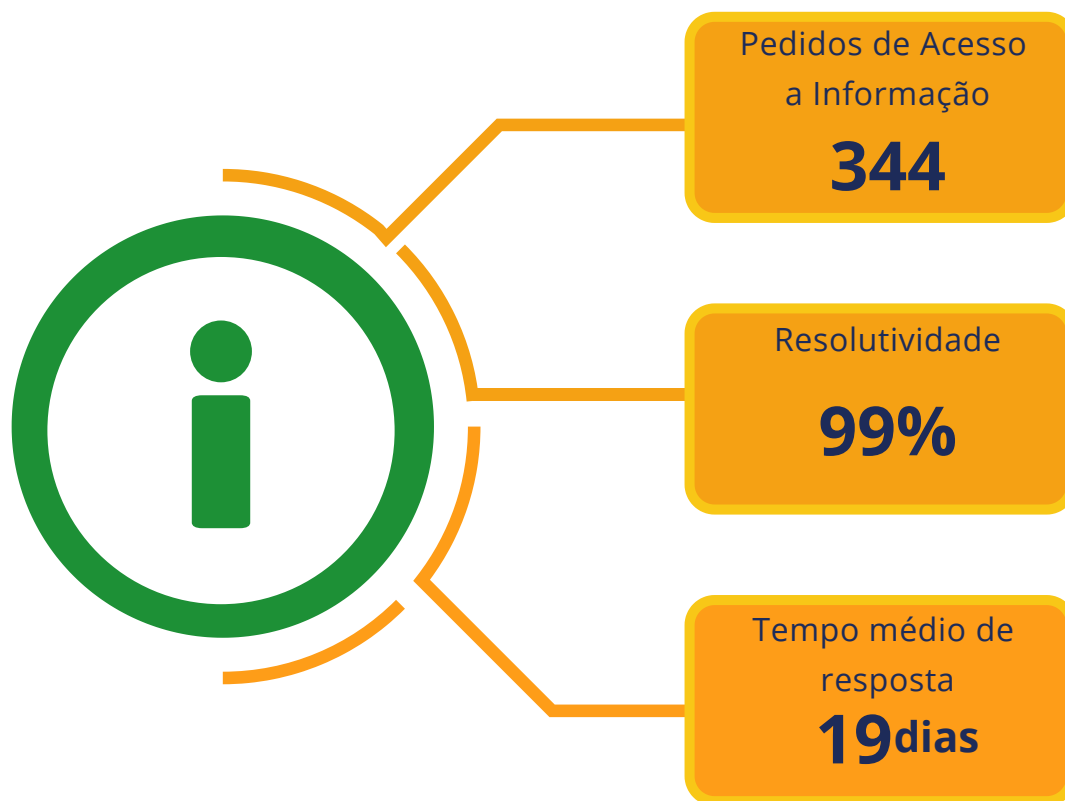 Pedidos de Acesso
a Informação
344
Resolutividade
99%
Tempo médio de
resposta
19dias